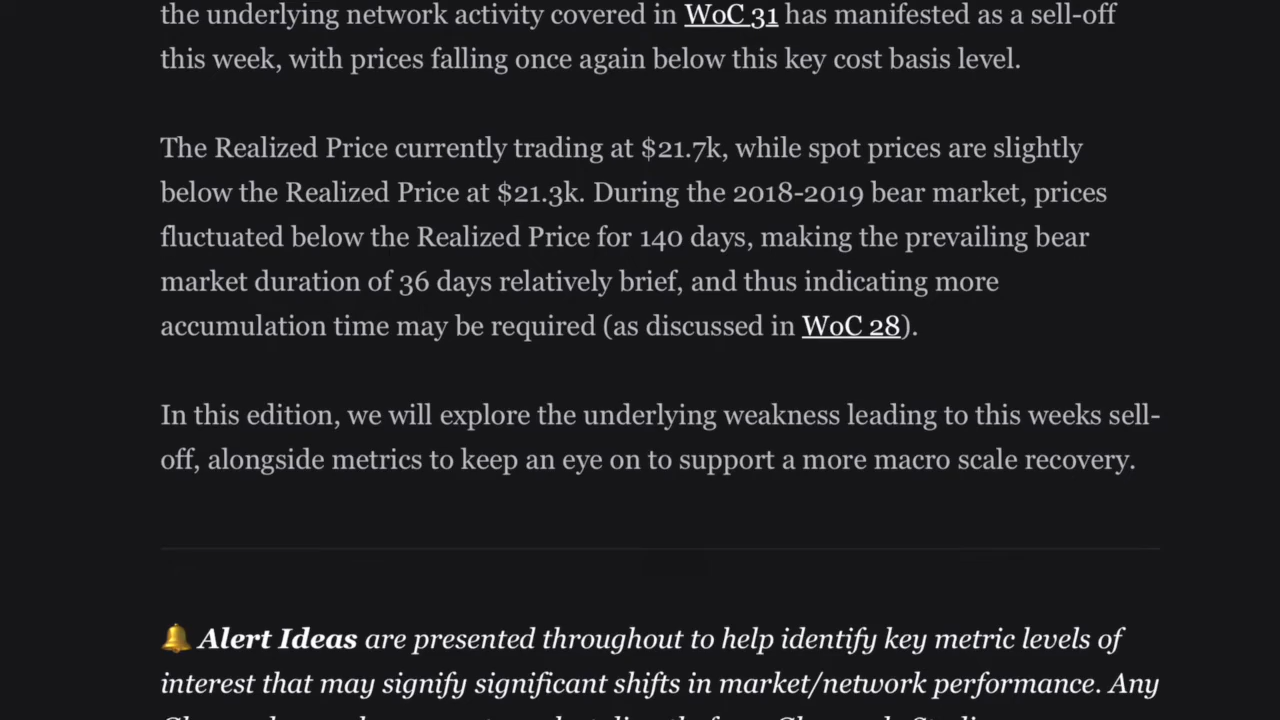 the underlying network activity covered in WoC 31 has manifested as a sell-off
this week, with prices falling once again below this key cost basis level.
The Realized Price currently trading at $21.7k, while spot prices are slightly
below the Realized Price at $21.3k. During the 2018-2019 bear market, prices
fluctuated below the Realized Price for 140 days, making the prevailing bear
market duration of 36 days relatively brief, and thus indicating more
accumulation time may be required (as discussed in WoC 28).
In this edition, we will explore the underlying weakness leading to this weeks sell-
off, alongside metrics to keep an eye on to support a more macro scale recovery.
🔔 Alert Ideas are presented throughout to help identify key metric levels of
interest that may signify significant shifts in market/network performance. Any